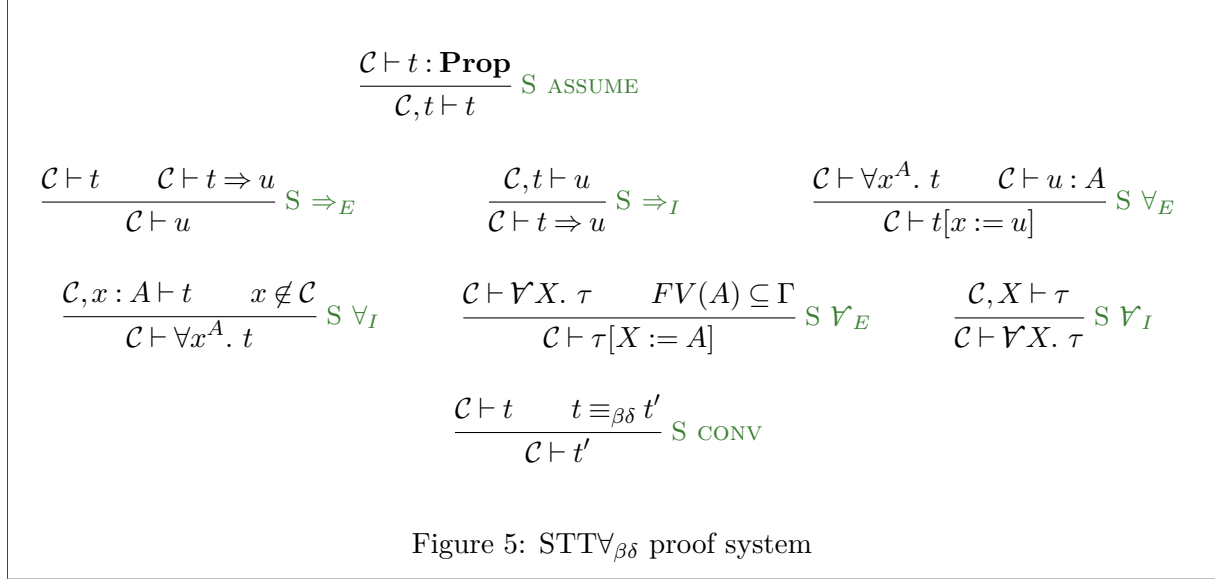 𝒞 ⊢ t : **Prop**
𝒞, t ⊢ t
S ASSUME
𝒞 ⊢ t 𝒞 ⊢ t ⇒ u
𝒞 ⊢ u
S ⇒_E
𝒞, t ⊢ u
𝒞 ⊢ t ⇒ u
S ⇒_I
𝒞 ⊢ ∀x^A. t 𝒞 ⊢ u : A
𝒞 ⊢ t[x := u]
S ∀_E
𝒞, x : A ⊢ t x ∉ 𝒞
𝒞 ⊢ ∀x^A. t
S ∀_I
𝒞 ⊢ ⩝X. τ FV(A) ⊆ Γ
𝒞 ⊢ τ[X := A]
S ⩝_E
𝒞, X ⊢ τ
𝒞 ⊢ ⩝X. τ
S ⩝_I
𝒞 ⊢ t t ≡_βδ t′
𝒞 ⊢ t′
S CONV
Figure 5: STT∀_βδ proof system